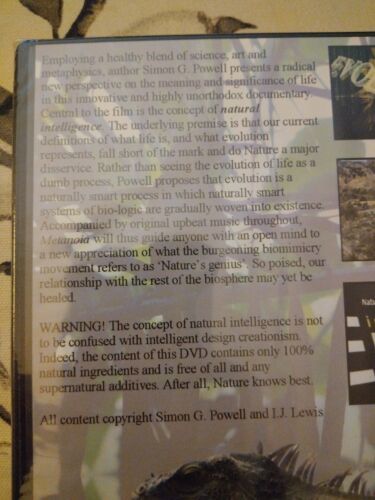 Employing a healthy blend of science, art and
metaphysics, author Simon G. Powell presents a radical
new perspective on the meaning and significance of life
in this innovative and highly unorthodox documentary.
Central to the film is the concept of natural
intelligence. The underlying premise is that our current
definitions of what life is, and what evolution
represents, fall short of the mark and do Nature a major
disservice. Rather than seeing the evolution of life as a
dumb process, Powell proposes that evolution is a
naturally smart process in which naturally smart
systems of bio-logic are gradually woven into existence.
Accompanied by original upbeat music throughout,
Metanoia will thus guide anyone with an open mind to
a new appreciation of what the burgeoning biomimicry
movement refers to as ‘Nature’s genius’. So poised, our
relationship with the rest of the biosphere may yet be
healed.
WARNING! The concept of natural intelligence is not
to be confused with intelligent design creationism.
Indeed, the content of this DVD contains only 100%
natural ingredients and is free of all and any
supernatural additives. After all, Nature knows best.
All content copyright Simon G. Powell and I.J. Lewis